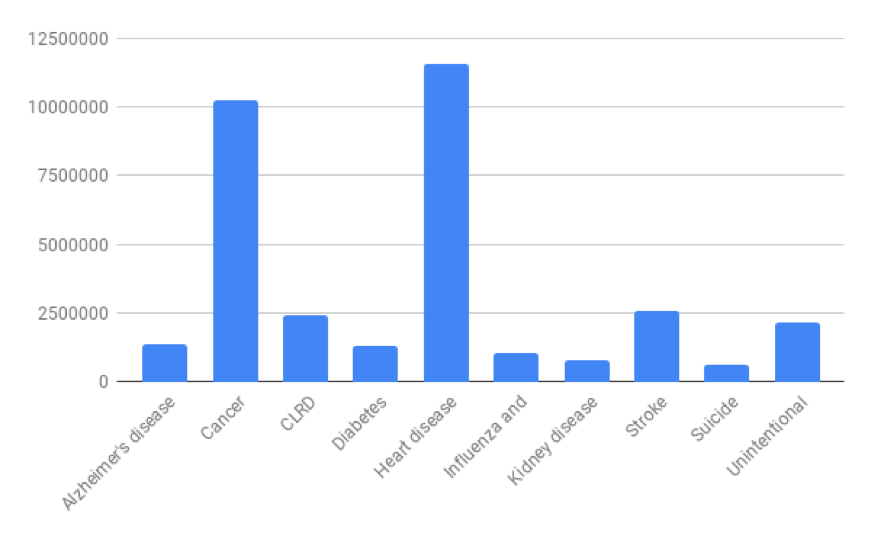 12500000
10000000
7500000
5000000
2500000
0
Alzheimer's disease
Cancer
CLRD
Diabetes
Heart disease
Influenza and
Kidney disease
Stroke
Suicide
Unintentional